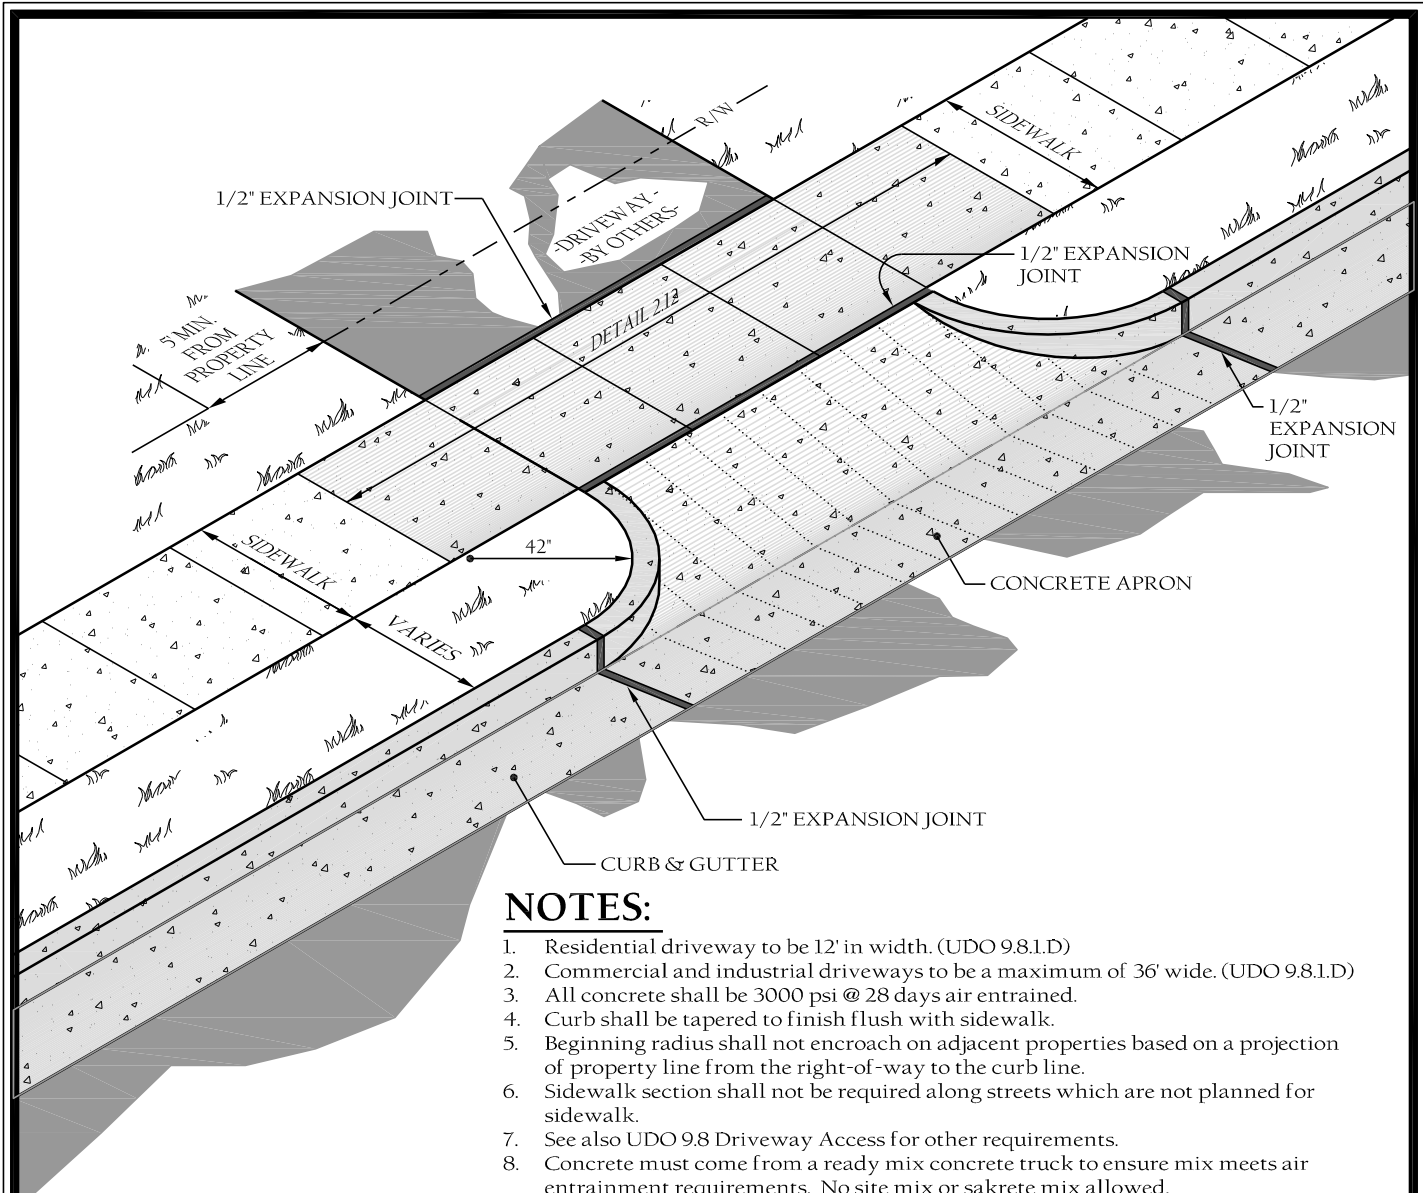 R/W
SIDEWALK
1/2" EXPANSION JOINT
-DRIVEWAY-
-BY OTHERS-
1/2" EXPANSION
JOINT
5 MIN.
FROM
PROPERTY
LINE
DETAIL 2.12
1/2"
EXPANSION
JOINT
SIDEWALK
42"
CONCRETE APRON
VARIES
1/2" EXPANSION JOINT
CURB & GUTTER
NOTES:
1. Residential driveway to be 12' in width. (UDO 9.8.1.D)
2. Commercial and industrial driveways to be a maximum of 36' wide. (UDO 9.8.1.D)
3. All concrete shall be 3000 psi @ 28 days air entrained.
4. Curb shall be tapered to finish flush with sidewalk.
5. Beginning radius shall not encroach on adjacent properties based on a projection
of property line from the right-of-way to the curb line.
6. Sidewalk section shall not be required along streets which are not planned for
sidewalk.
7. See also UDO 9.8 Driveway Access for other requirements.
8. Concrete must come from a ready mix concrete truck to ensure mix meets air
entrainment requirements. No site mix or sakrete mix allowed.